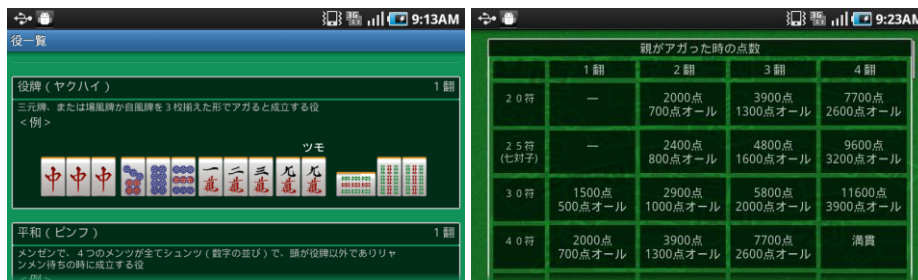 3G
9:13AM
役一覧
役牌 ( ヤクハイ )
1 翻
三元牌、または場風牌か自風牌を3枚揃えた形でアガると成立する役
< 例 >
ツモ
中 中 中 一萬 二萬 三萬 九萬 九萬
平和 ( ピンフ )
1 翻
メンゼンで、4つのメンツが全てシュンツ ( 数字の並び ) で、頭が役牌以外でありリャ
ンメン待ちの時に成立する役
< 例 >
3G
9:23AM
親がアガった時の点数
1 翻 2 翻 3 翻 4 翻
20符 — 2000点 3900点 7700点
700点オール 1300点オール 2600点オール
25符 — 2400点 4800点 9600点
(七対子) 800点オール 1600点オール 3200点オール
30符 1500点 2900点 5800点 11600点
500点オール 1000点オール 2000点オール 3900点オール
40符 2000点 3900点 7700点 満貫
700点オール 1300点オール 2600点オール